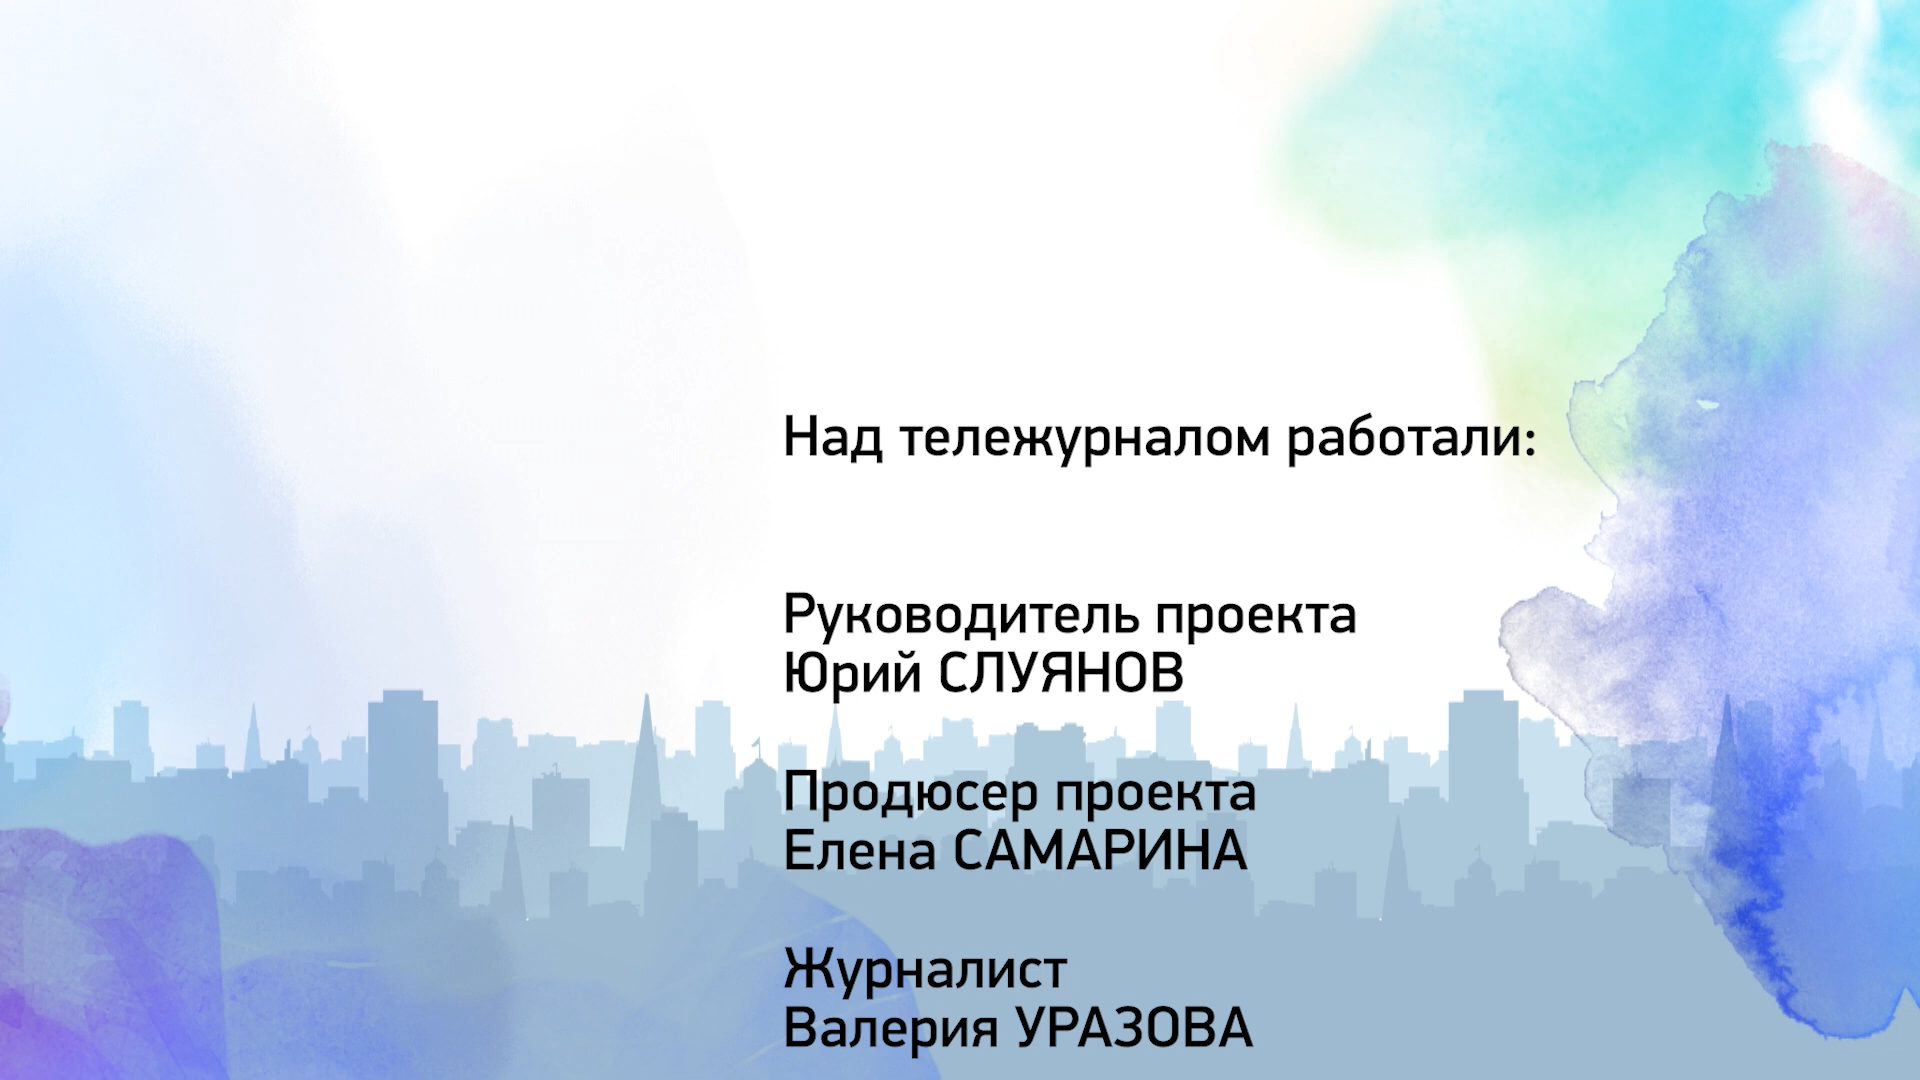 Над тележурналом работали:
Руководитель проекта
Юрий СЛУЯНОВ
Продюсер проекта
Елена САМАРИНА
Журналист
Валерия УРАЗОВА